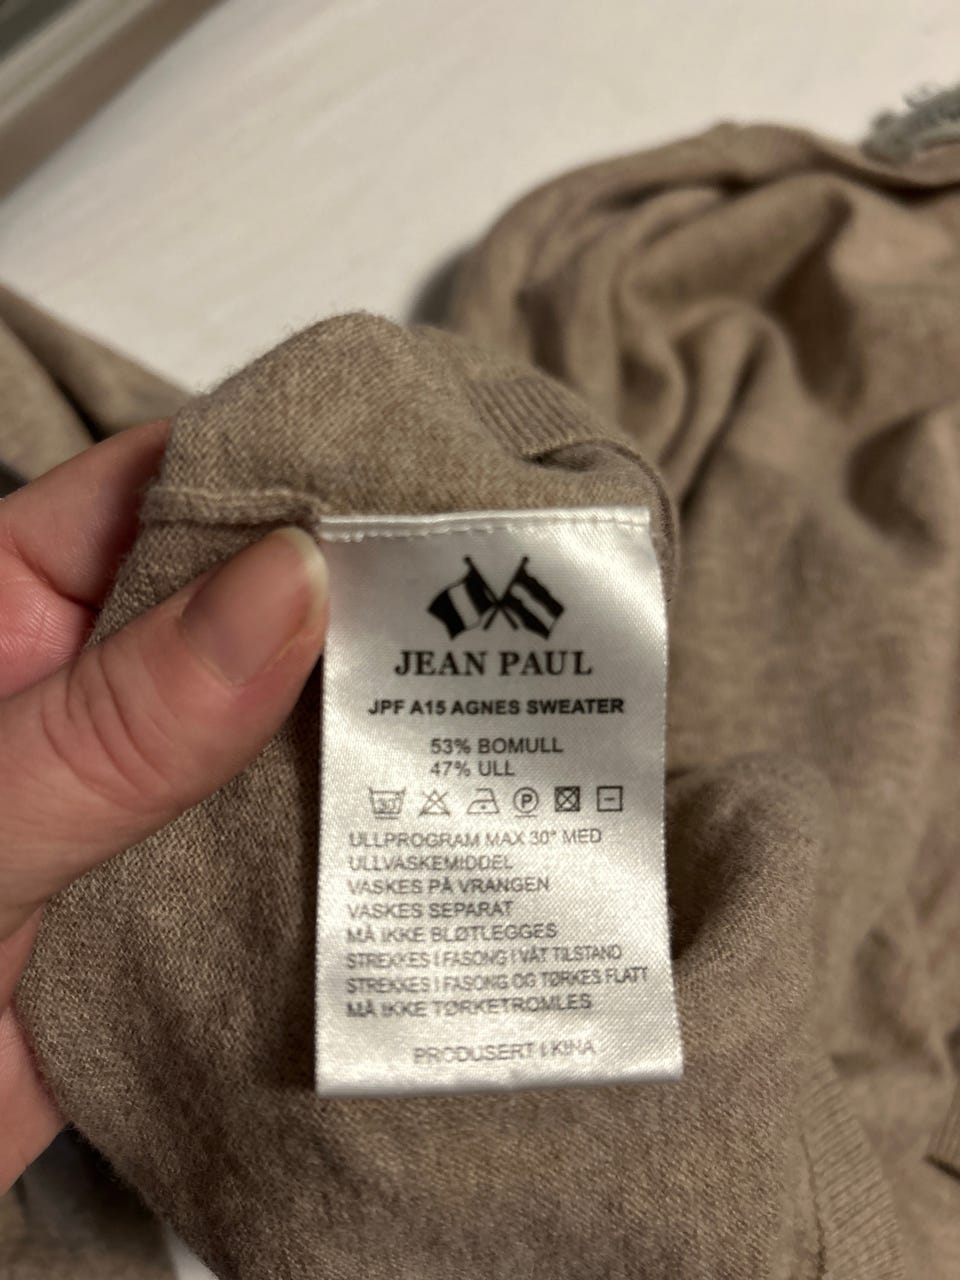 JEAN PAUL
JPF A15 AGNES SWEATER
53% BOMULL
47% ULL
30
P
ULLPROGRAM MAX 30° MED
ULLVASKEMIDDEL
VASKES PÅ VRANGEN
VASKES SEPARAT
MÅ IKKE BLØTLEGGES
STREKKES I FASONG I VÅT TILSTAND
STREKKES I FASONG OG TØRKES FLATT
MÅ IKKE TØRKETROMLES
PRODUSERT I KINA